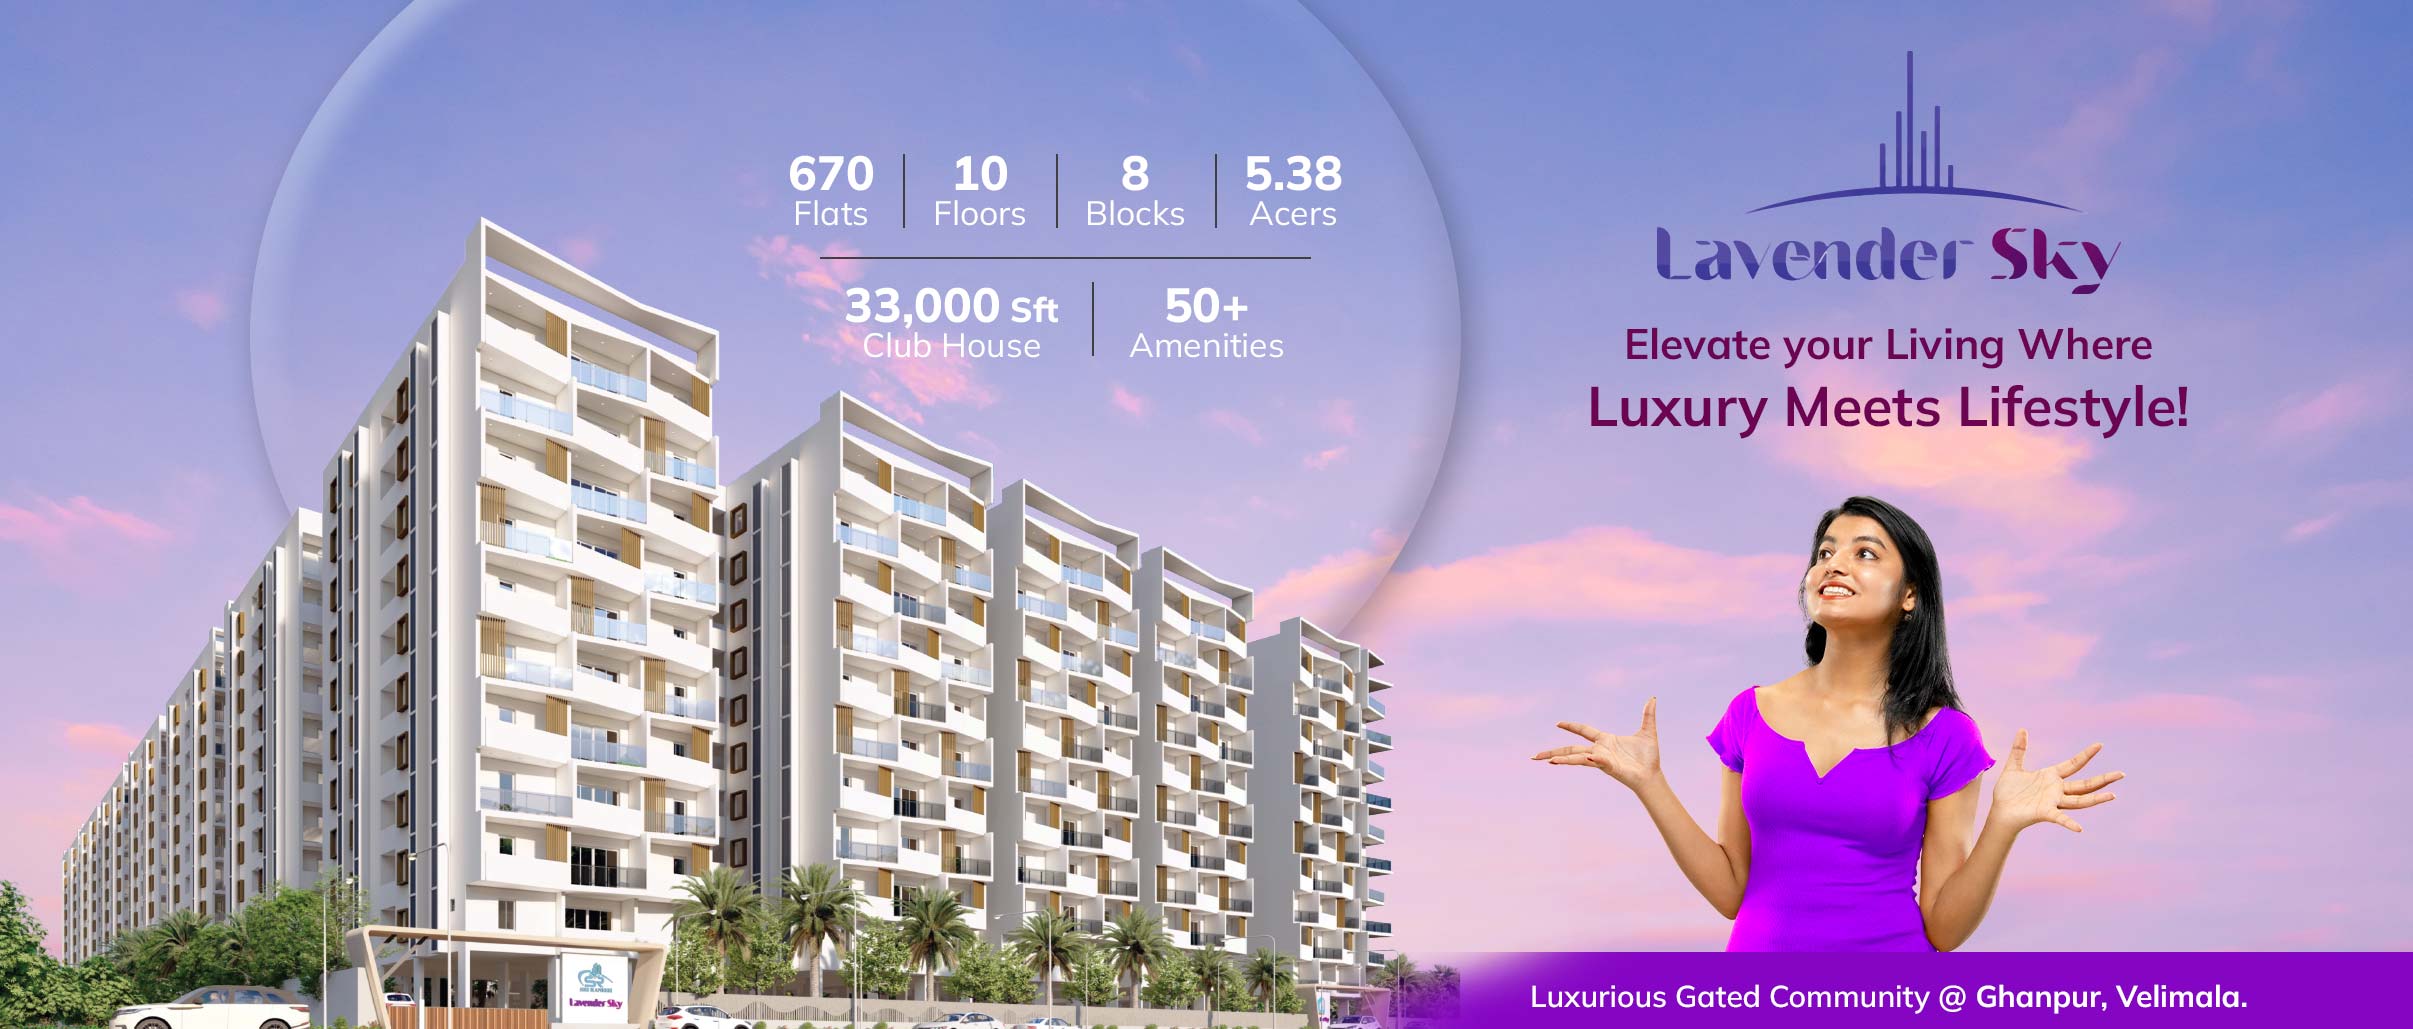 670 10 8 5.38
Flats Floors Blocks Acers
33,000 Sft 50+
Club House Amenities
Lavender Sky
Elevate your Living Where
Luxury Meets Lifestyle!
Lavender Sky
Luxurious Gated Community @ Ghanpur, Velimala.